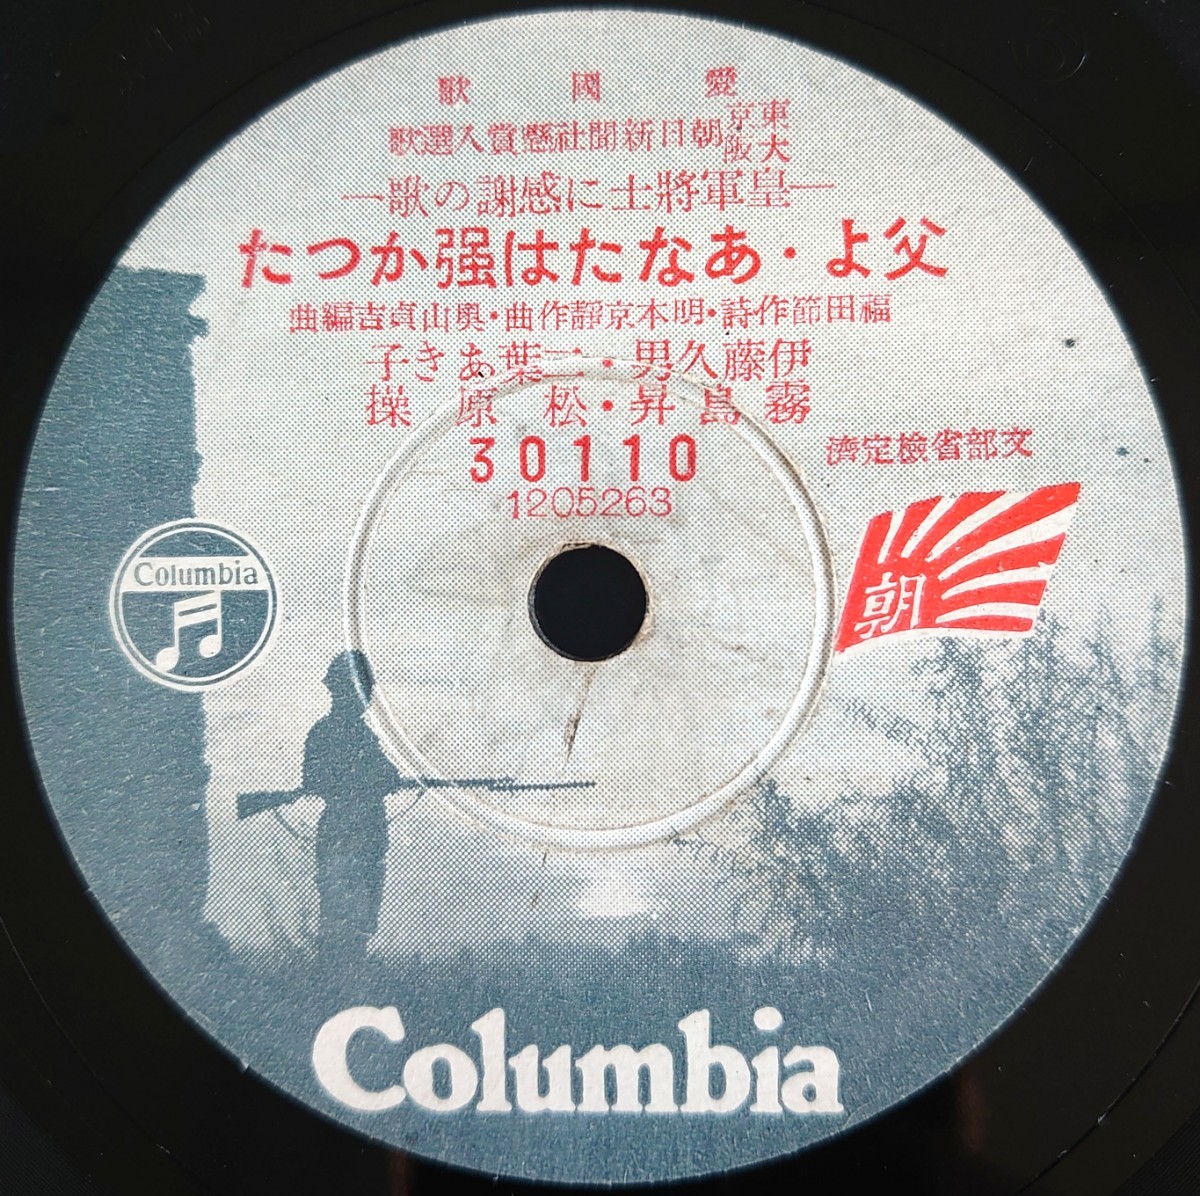 愛國歌
東京大阪朝日新聞社懸賞入選歌
―皇軍將士に感謝の歌―
父よ・あなたは强かつた
福田節作詩・明本京靜作曲・奥山貞吉編曲
伊藤久男・二葉あき子
霧島昇・松原操
30110
1205263
文部省檢定濟
朝
Columbia
Columbia